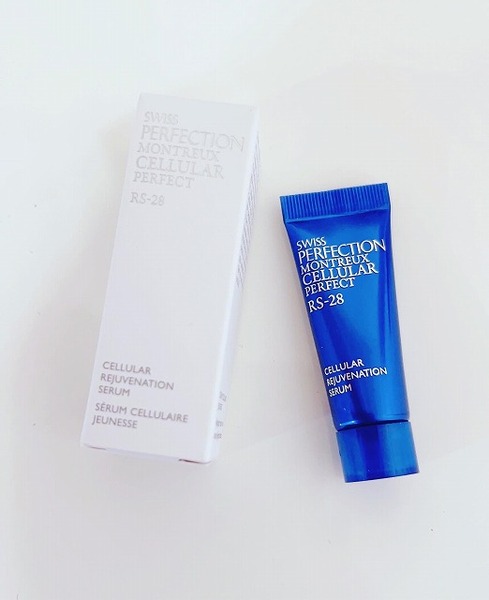 SWISS
PERFECTION
MONTREUX
CELLULAR
PERFECT
RS-28
CELLULAR
REJUVENATION
SERUM
SÉRUM CELLULAIRE
JEUNESSE
SWISS
PERFECTION
MONTREUX
CELLULAR
PERFECT
RS-28
CELLULAR
REJUVENATION
SERUM